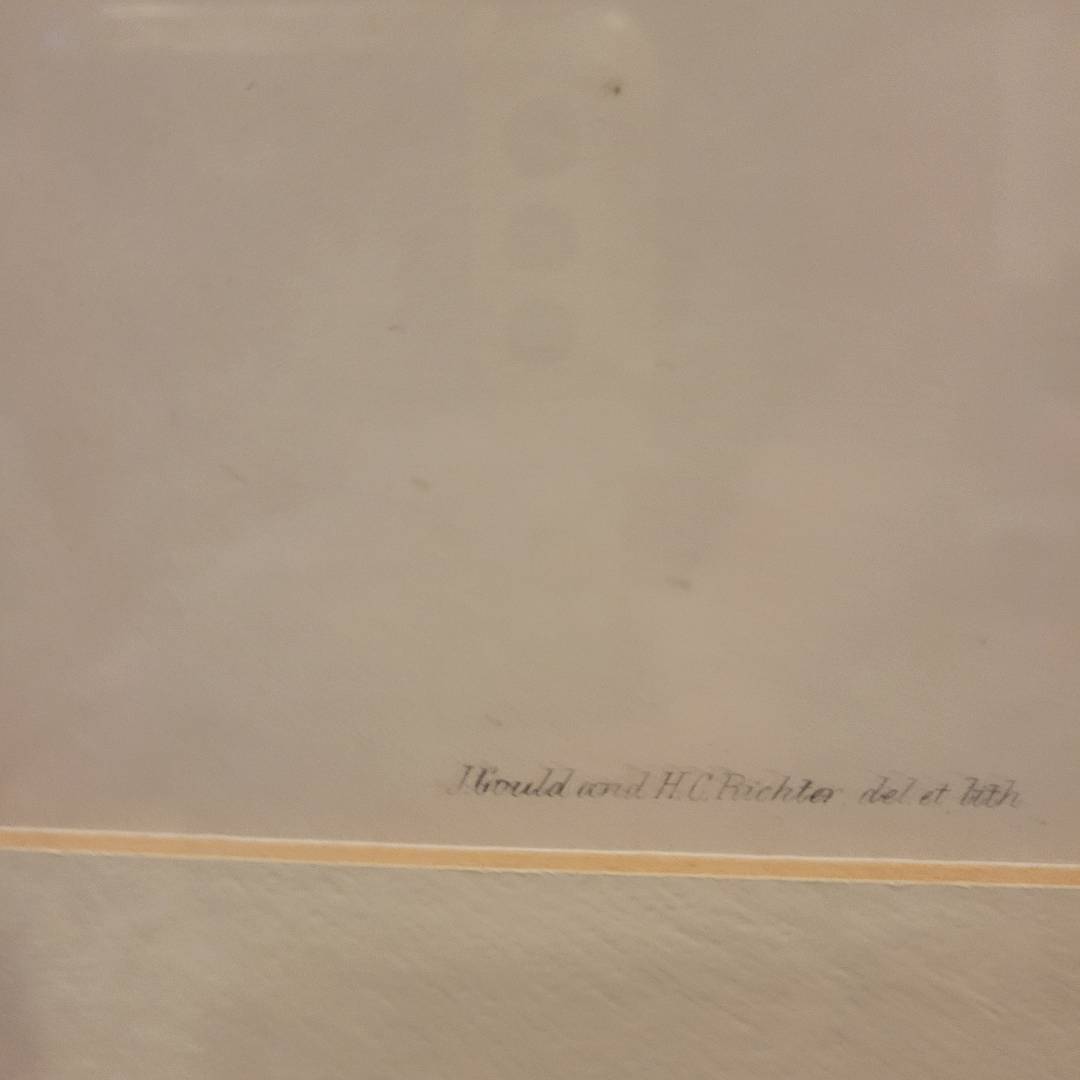 J. Gould and H. C. Richter del. et lith.